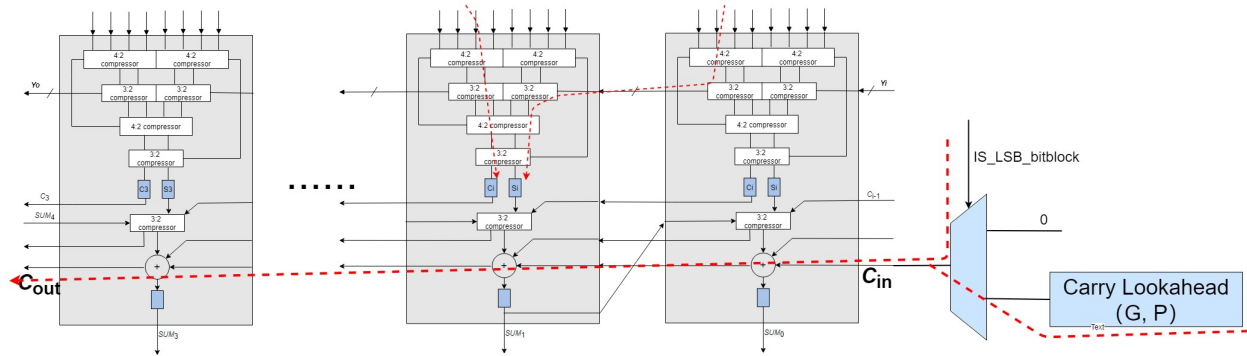 4:2 compressor
4:2 compressor
Yo
3:2 compressor
3:2 compressor
4:2 compressor
3:2 compressor
C3
S3
C3
SUM4
3:2 compressor
+
Cout
SUM3
......
4:2 compressor
4:2 compressor
3:2 compressor
3:2 compressor
4:2 compressor
3:2 compressor
Ci
Si
3:2 compressor
+
SUM1
4:2 compressor
4:2 compressor
3:2 compressor
3:2 compressor
Yi
4:2 compressor
3:2 compressor
Ci
Si
Ci-1
3:2 compressor
+
Cin
SUM0
IS_LSB_bitblock
0
Carry Lookahead
(G, P)
Text